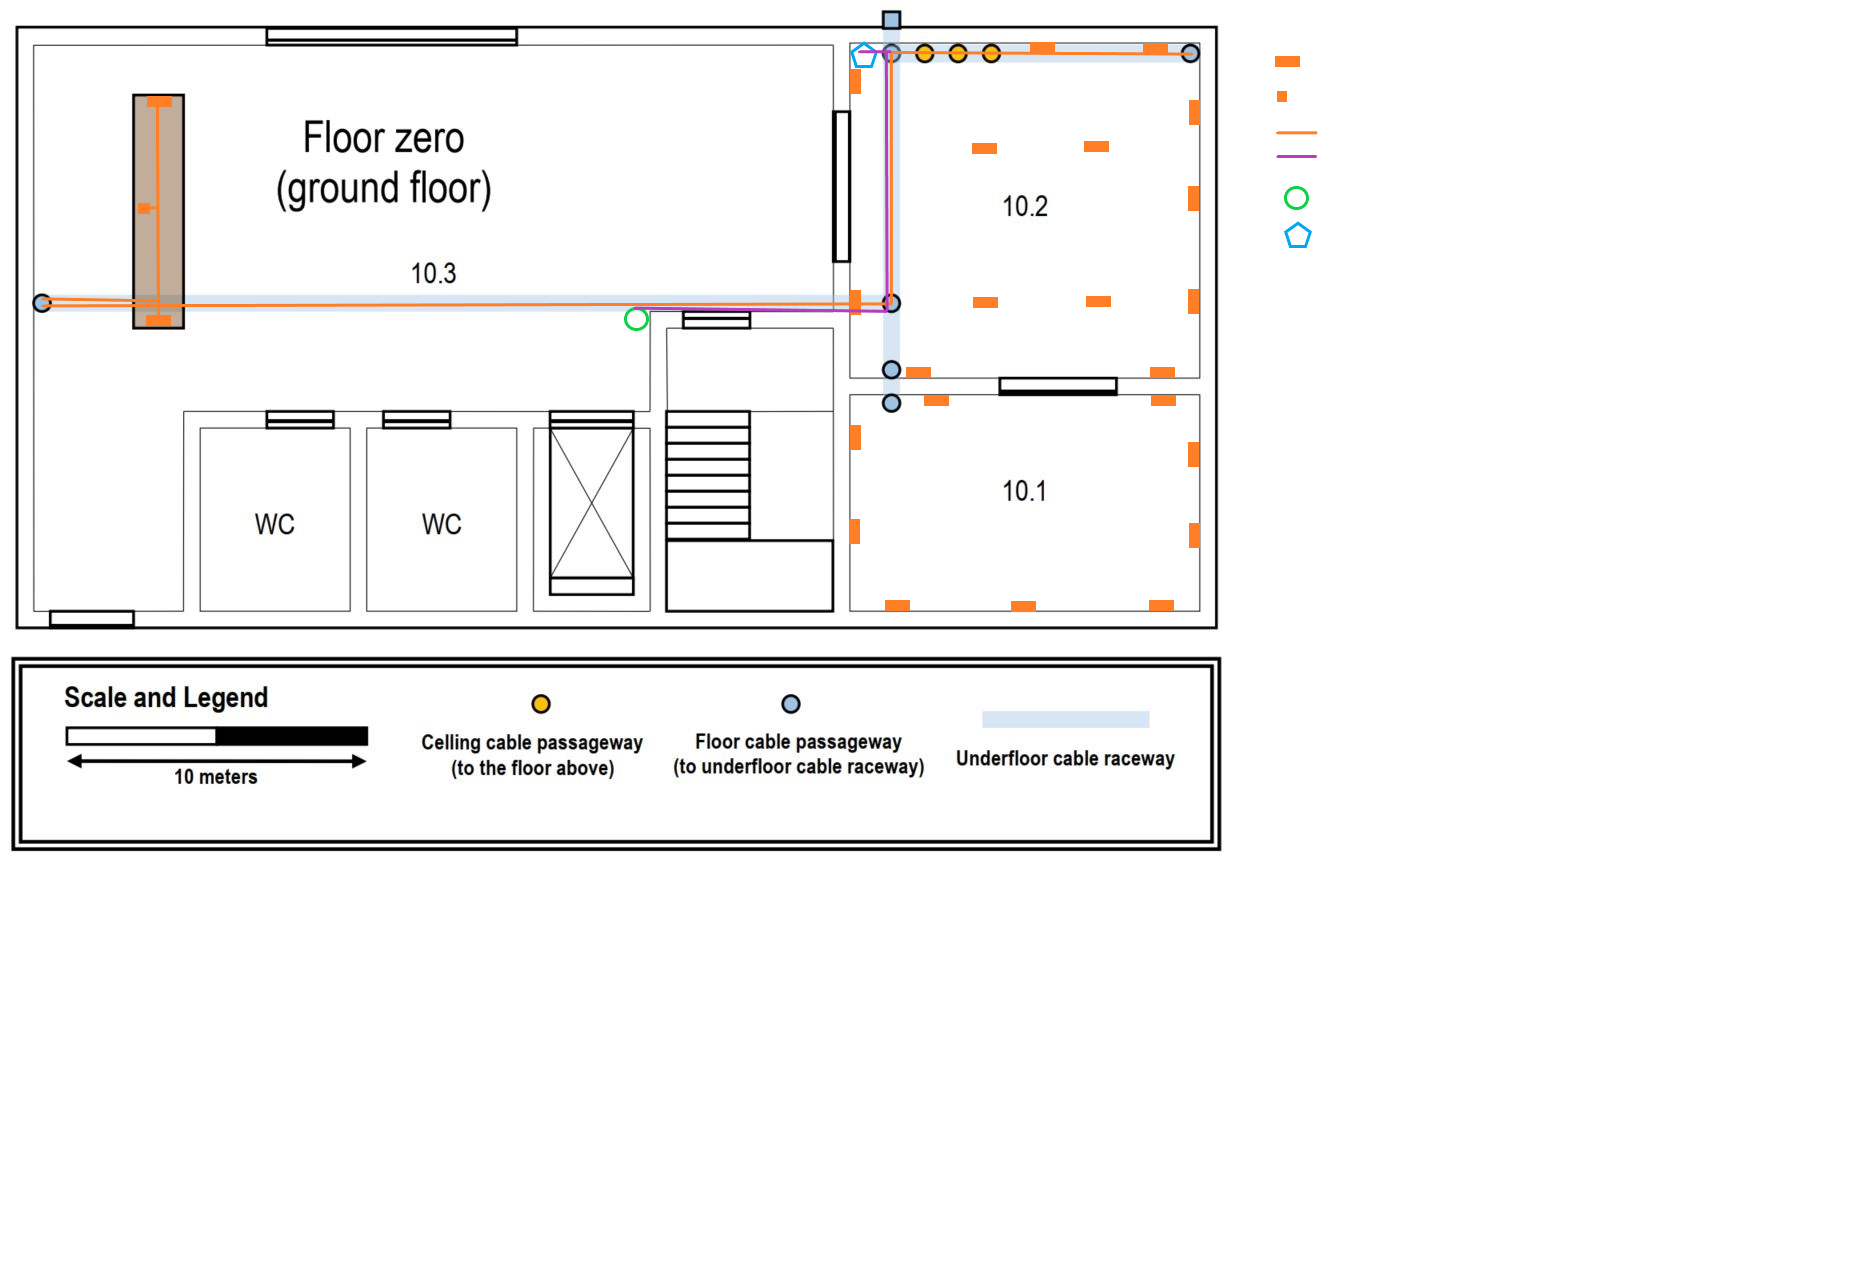 Floor zero
(ground floor)
10.3
10.2
10.1
WC
WC
Scale and Legend
10 meters
Celling cable passageway
(to the floor above)
Floor cable passageway
(to underfloor cable raceway)
Underfloor cable raceway